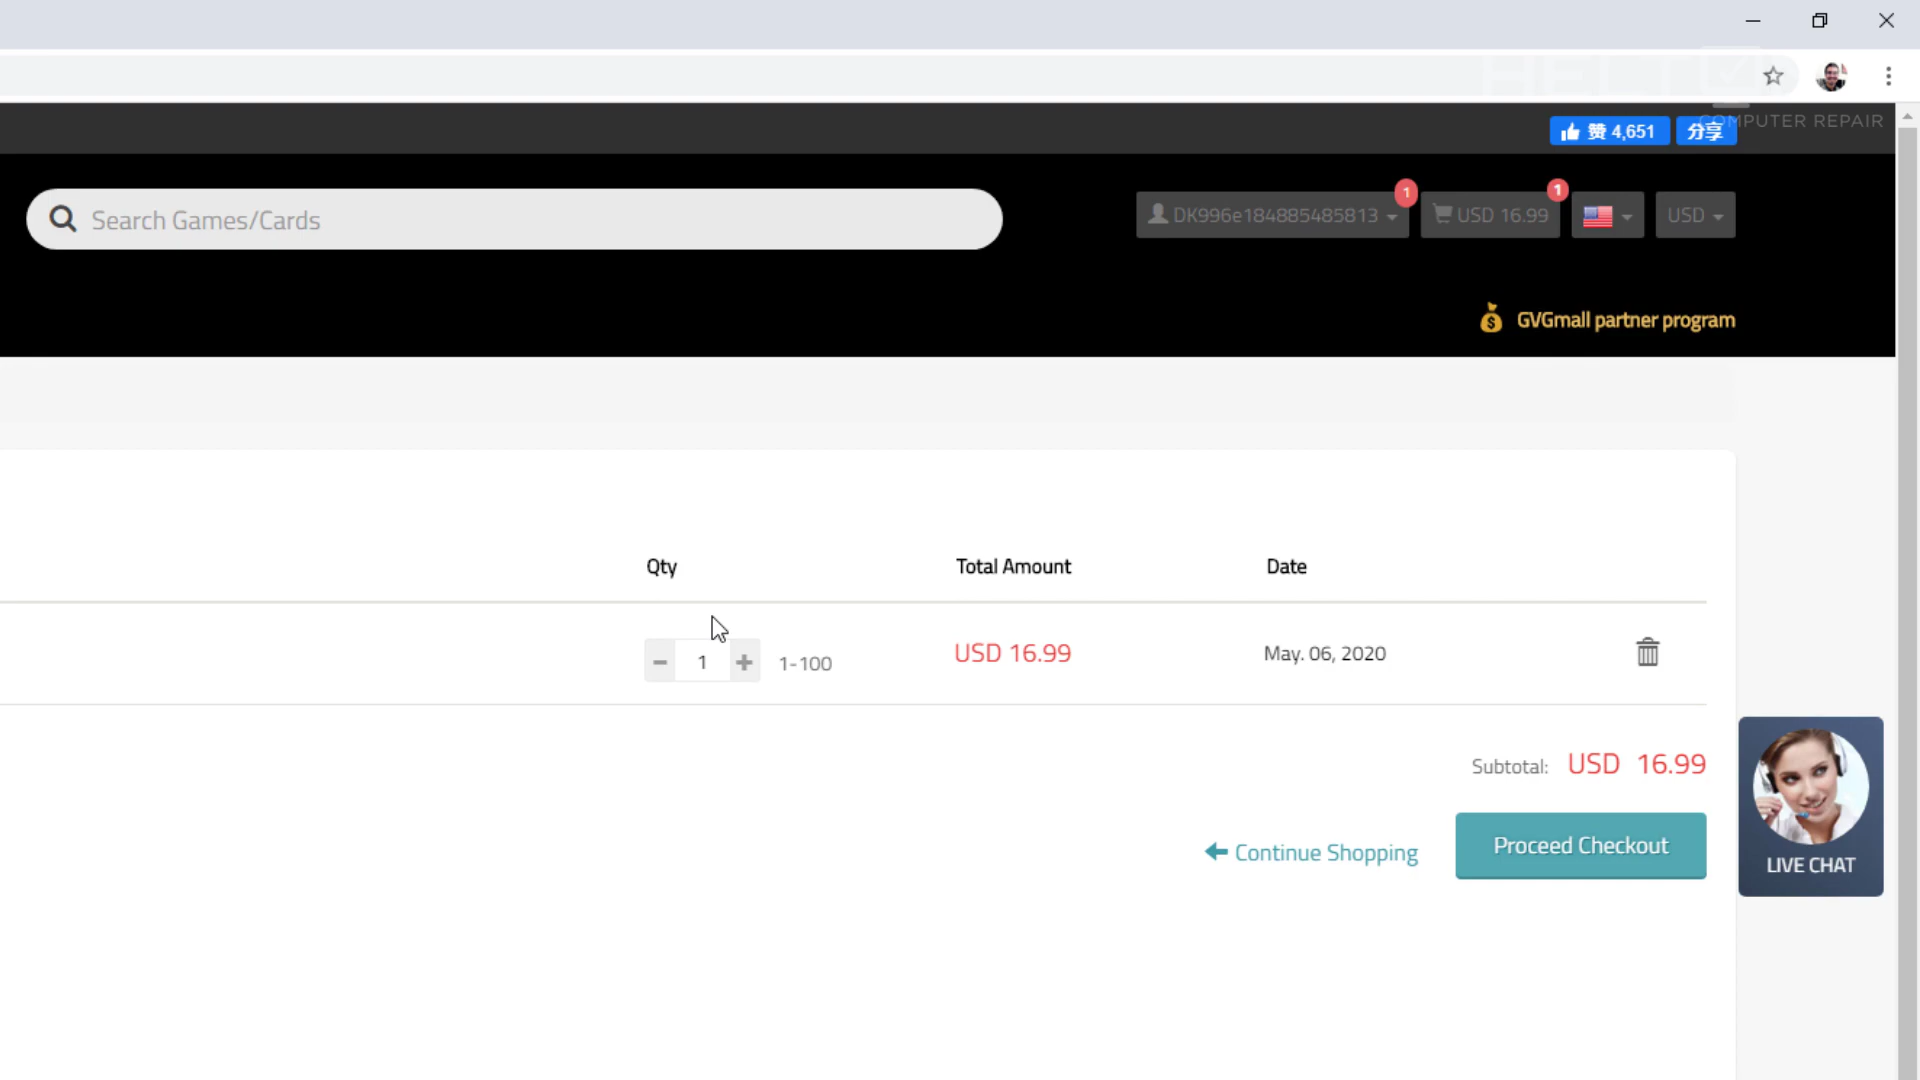 赞 4,651
分享
COMPUTER REPAIR
Search Games/Cards
DK996e184885485813
1
USD 16.99
1
USD
GVGmall partner program
Qty
Total Amount
Date
1
1-100
USD 16.99
May. 06, 2020
Subtotal: USD 16.99
Continue Shopping
Proceed Checkout
LIVE CHAT